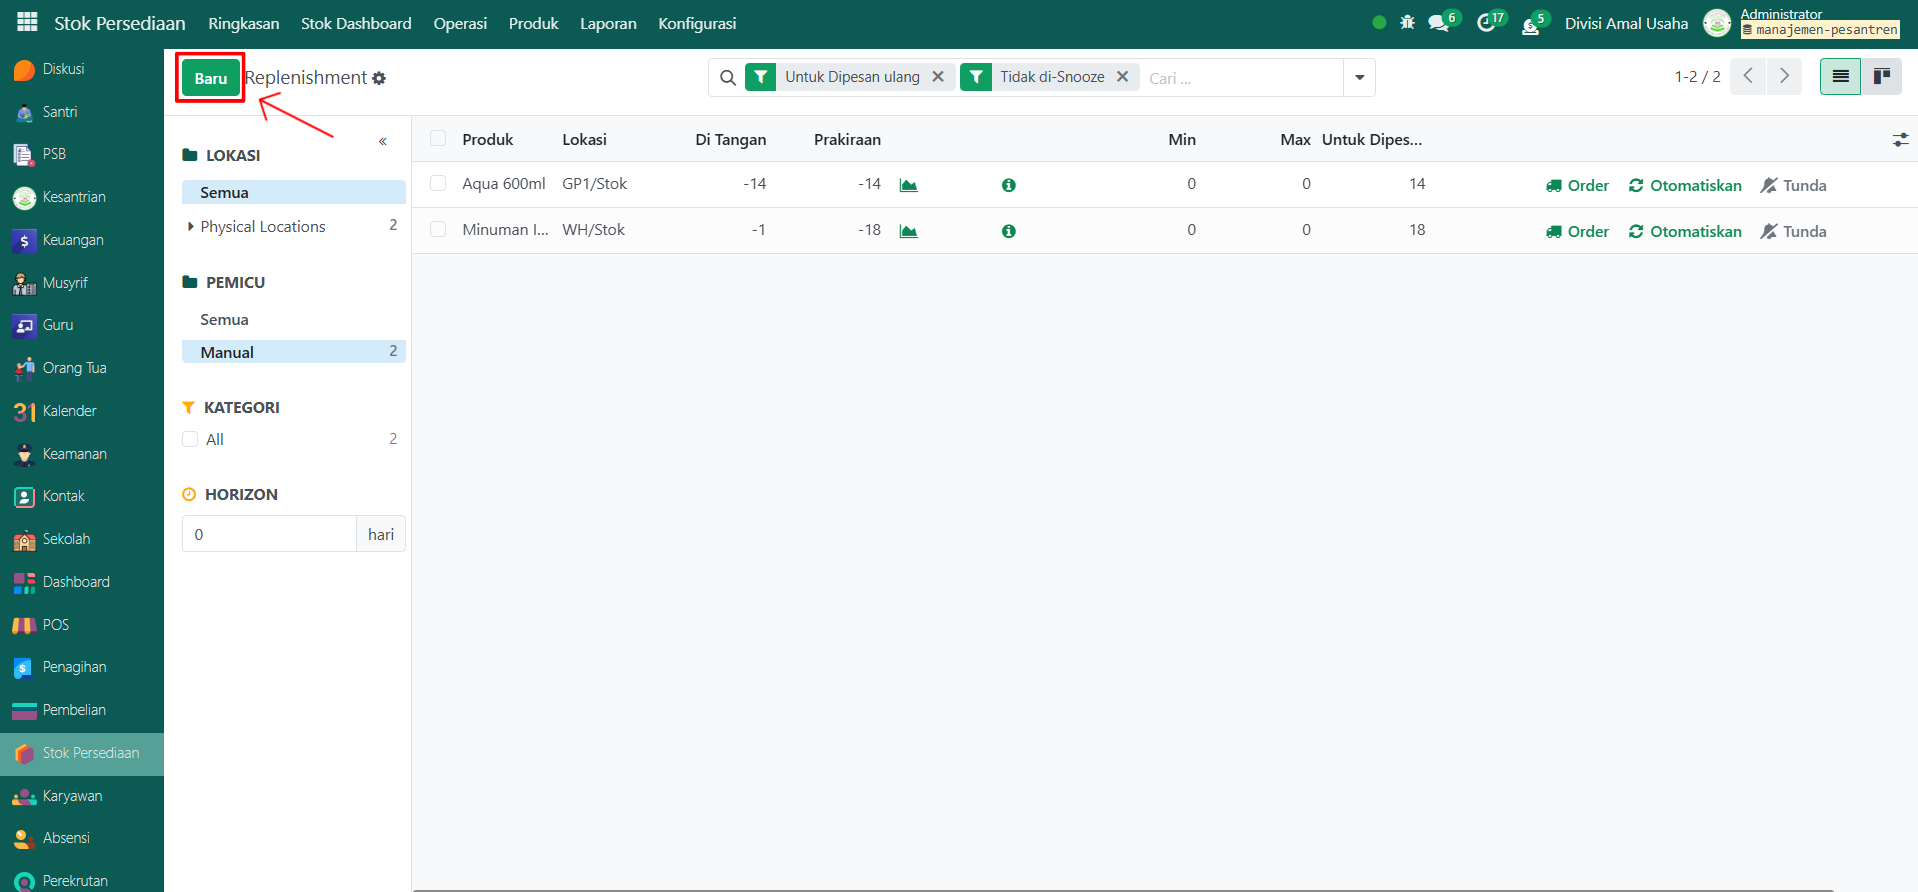 Stok Persediaan Ringkasan Stok Dashboard Operasi Produk Laporan Konfigurasi 6 17 5 Divisi Amal Usaha Administrator
manajemen-pesantren
Diskusi
Santri
PSB
Kesantrian
Keuangan
Musyrif
Guru
Orang Tua
31 Kalender
Keamanan
Kontak
Sekolah
Dashboard
POS
Penagihan
Pembelian
Stok Persediaan
Karyawan
Absensi
Perekrutan
Baru Replenishment Untuk Dipesan ulang Tidak di-Snooze Cari ... 1-2 / 2
LOKASI
Semua
Physical Locations 2
PEMICU
Semua
Manual 2
KATEGORI
All 2
HORIZON
0 hari
Produk Lokasi Di Tangan Prakiraan Min Max Untuk Dipes...
Aqua 600ml GP1/Stok -14 -14 0 0 14 Order Otomatiskan Tunda
Minuman I... WH/Stok -1 -18 0 0 18 Order Otomatiskan Tunda